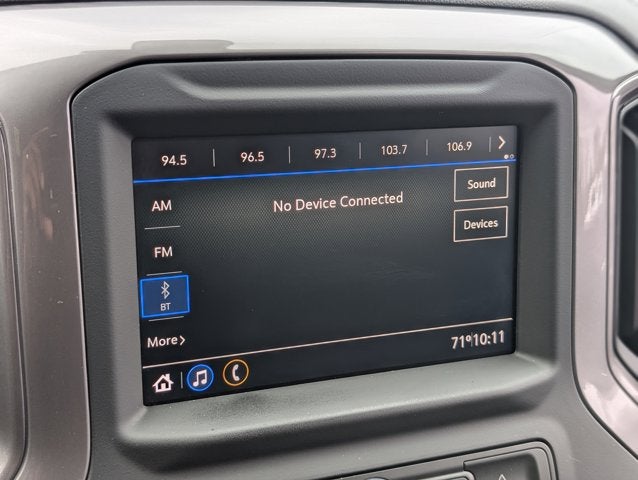 94.5 96.5 97.3 103.7 106.9
AM
No Device Connected
Sound
Devices
FM
BT
More
71° 10:11